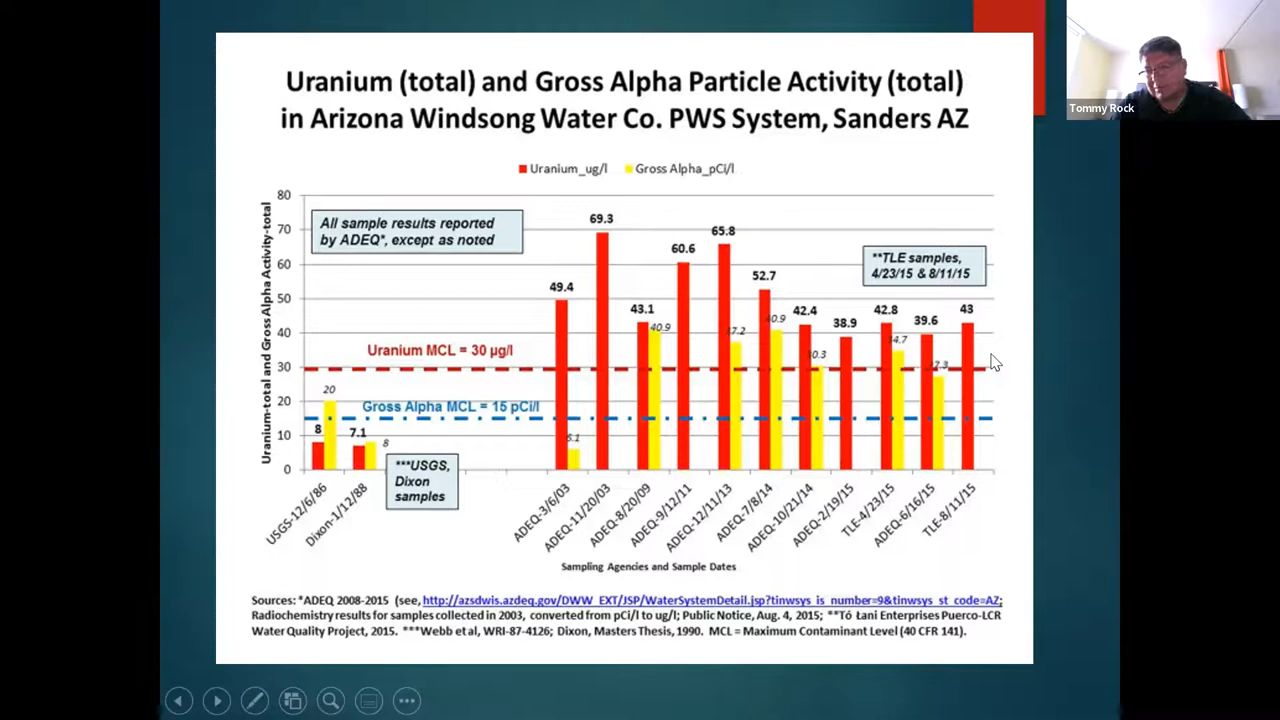 Uranium (total) and Gross Alpha Particle Activity (total)
in Arizona Windsong Water Co. PWS System, Sanders AZ
Tommy Rock
Uranium_ug/l
Gross Alpha_pCi/l
Uranium-total and Gross Alpha Activity-total
80
70
60
50
40
30
20
10
0
All sample results reported
by ADEQ*, except as noted
**TLE samples,
4/23/15 & 8/11/15
Uranium MCL = 30 µg/l
Gross Alpha MCL = 15 pCi/l
***USGS,
Dixon
samples
8
20
7.1
8
49.4
6.1
69.3
43.1
40.9
60.6
65.8
52.7
40.9
42.4
38.9
42.8
39.6
43
USGS-12/6/86
Dixon-1/12/88
ADEQ-3/6/03
ADEQ-11/20/03
ADEQ-8/20/09
ADEQ-9/12/11
ADEQ-12/11/13
ADEQ-7/8/14
ADEQ-10/21/14
ADEQ-2/19/15
TLE-4/23/15
ADEQ-6/16/15
TLE-8/11/15
Sampling Agencies and Sample Dates
Sources: *ADEQ 2008-2015 (see, http://azsdwis.azdeq.gov/DWW_EXT/JSP/WaterSystemDetail.jsp?tinwsys_is_number=9&tinwsys_st_code=AZ;
Radiochemistry results for samples collected in 2003, converted from pCi/l to ug/l; Public Notice, Aug. 4, 2015; **Tó Łani Enterprises Puerco-LCR
Water Quality Project, 2015. ***Webb et al, WRI-87-4126; Dixon, Masters Thesis, 1990. MCL = Maximum Contaminant Level (40 CFR 141).